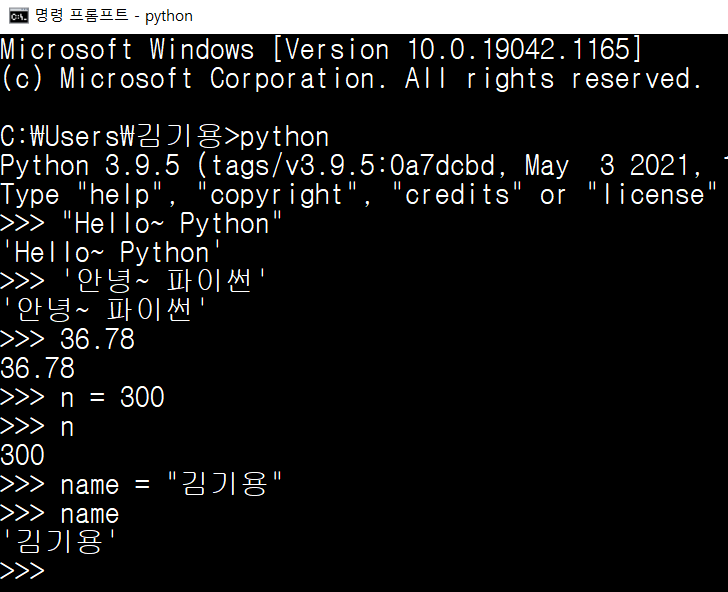 명령 프롬프트 - python
Microsoft Windows [Version 10.0.19042.1165]
(c) Microsoft Corporation. All rights reserved.
C:₩Users₩김기용>python
Python 3.9.5 (tags/v3.9.5:0a7dcbd, May  3 2021,
Type "help", "copyright", "credits" or "license"
>>> "Hello~ Python"
'Hello~ Python'
>>> '안녕~ 파이썬'
'안녕~ 파이썬'
>>> 36.78
36.78
>>> n = 300
>>> n
300
>>> name = "김기용"
>>> name
'김기용'
>>>